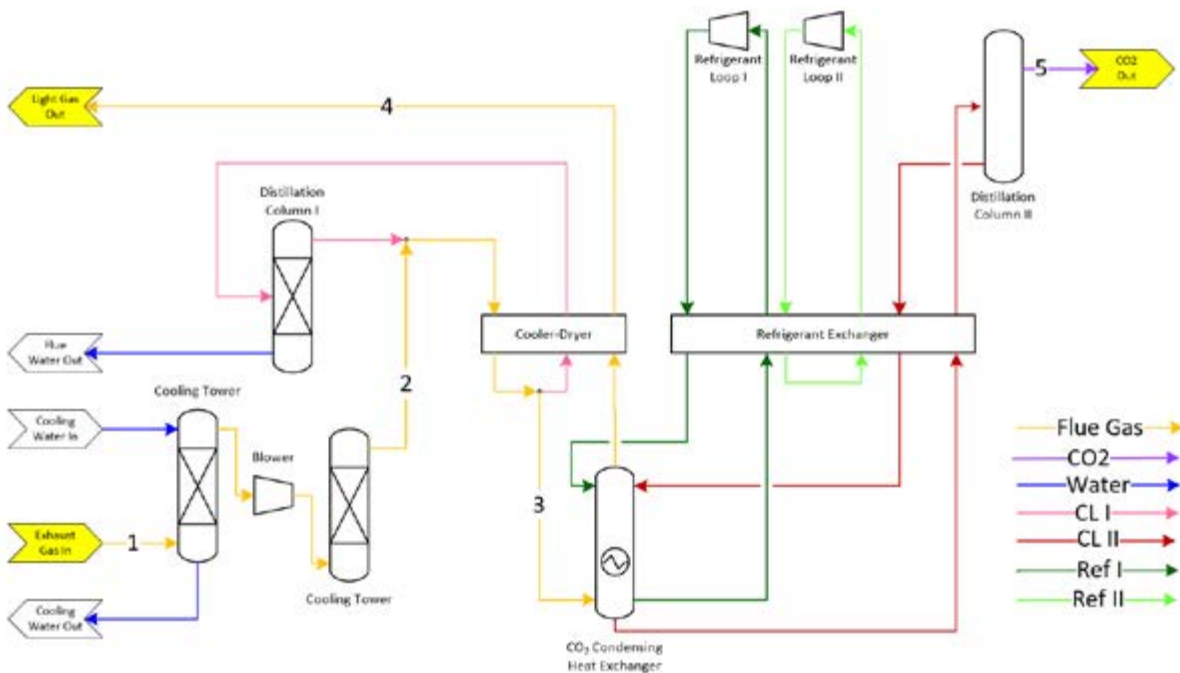 Refrigerant
Loop I
Refrigerant
Loop II
5
CO2
Out
Light Gas
Out
4
Distillation
Column I
Distillation
Column II
Cooler-Dryer
Refrigerant Exchanger
Flue
Water Out
2
Cooling Tower
Cooling
Water In
Blower
3
Exhaust
Gas In
1
Cooling Tower
Cooling
Water Out
CO₂ Condensing
Heat Exchanger
Flue Gas
CO2
Water
CL I
CL II
Ref I
Ref II